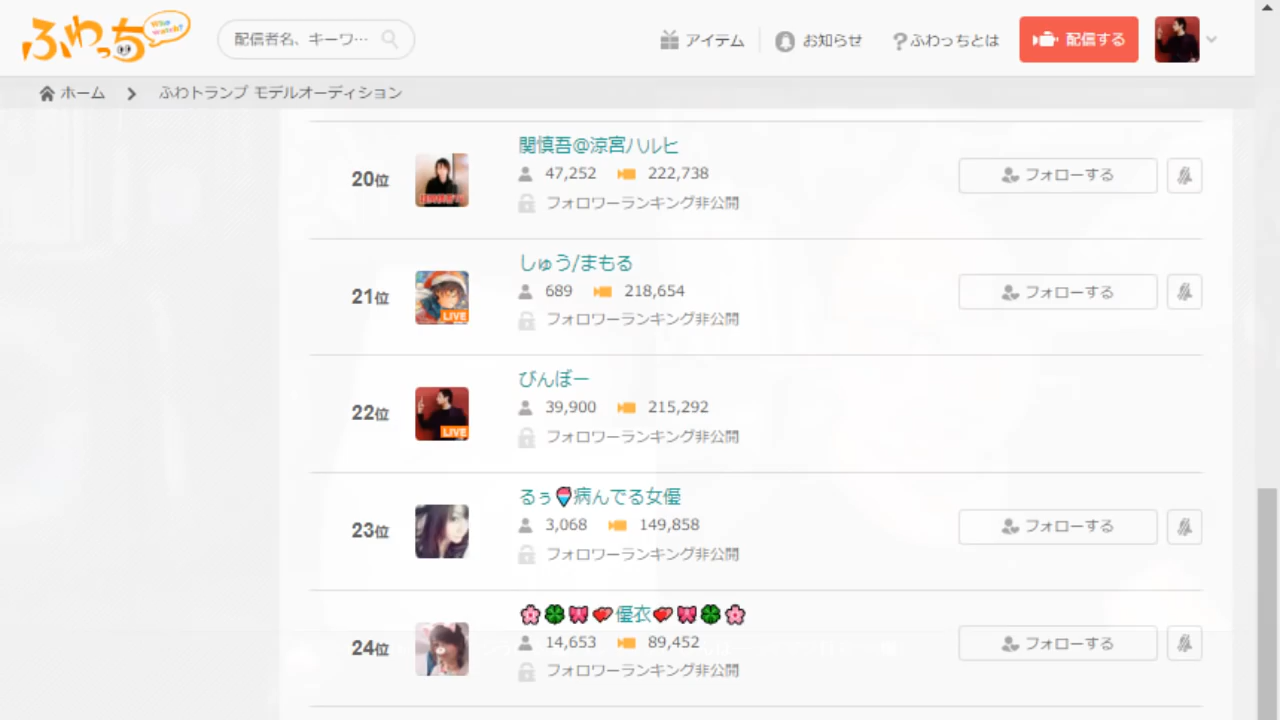 ふわっち
Who watch?
配信者名、キーワ…
アイテム
お知らせ
?ふわっちとは
配信する
ホーム
ふわトランプ モデルオーディション
20位
関慎吾@涼宮ハルヒ
47,252 222,738
フォロワーランキング非公開
フォローする
21位
LIVE
しゅう/まもる
689 218,654
フォロワーランキング非公開
フォローする
22位
LIVE
びんぼー
39,900 215,292
フォロワーランキング非公開
23位
るぅ🍧病んでる女優
3,068 149,858
フォロワーランキング非公開
フォローする
24位
🌸🍀🎀💝優衣💝🎀🍀🌸
14,653 89,452
フォロワーランキング非公開
フォローする